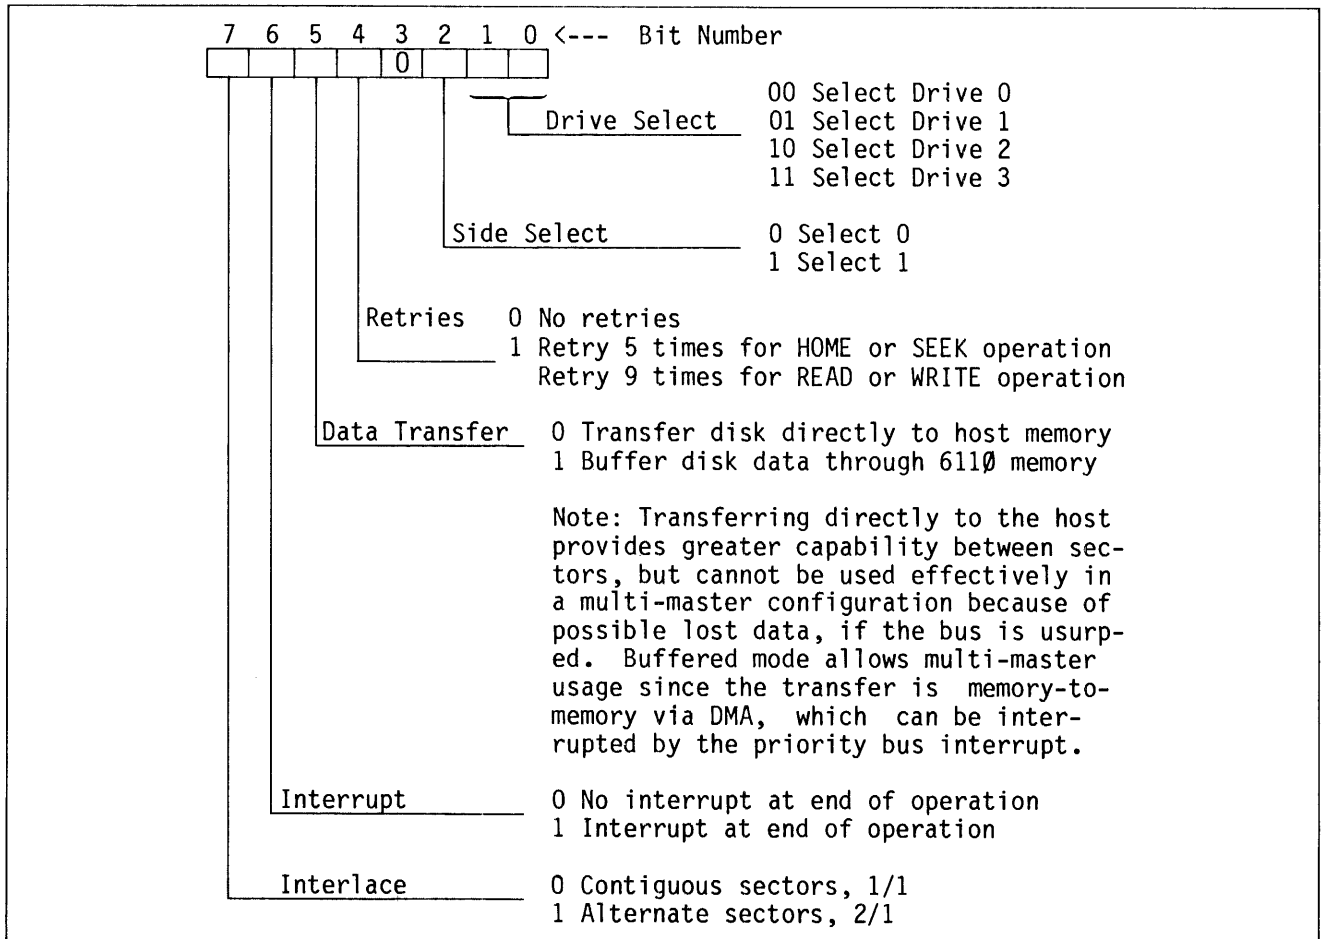 7 6 5 4 3 2 1 0 <--- Bit Number
0
00 Select Drive 0
Drive Select 01 Select Drive 1
10 Select Drive 2
11 Select Drive 3
Side Select 0 Select 0
1 Select 1
Retries 0 No retries
1 Retry 5 times for HOME or SEEK operation
Retry 9 times for READ or WRITE operation
Data Transfer 0 Transfer disk directly to host memory
1 Buffer disk data through 611Ø memory
Note: Transferring directly to the host
provides greater capability between sec-
tors, but cannot be used effectively in
a multi-master configuration because of
possible lost data, if the bus is usurp-
ed. Buffered mode allows multi-master
usage since the transfer is memory-to-
memory via DMA, which can be inter-
rupted by the priority bus interrupt.
Interrupt 0 No interrupt at end of operation
1 Interrupt at end of operation
Interlace 0 Contiguous sectors, 1/1
1 Alternate sectors, 2/1